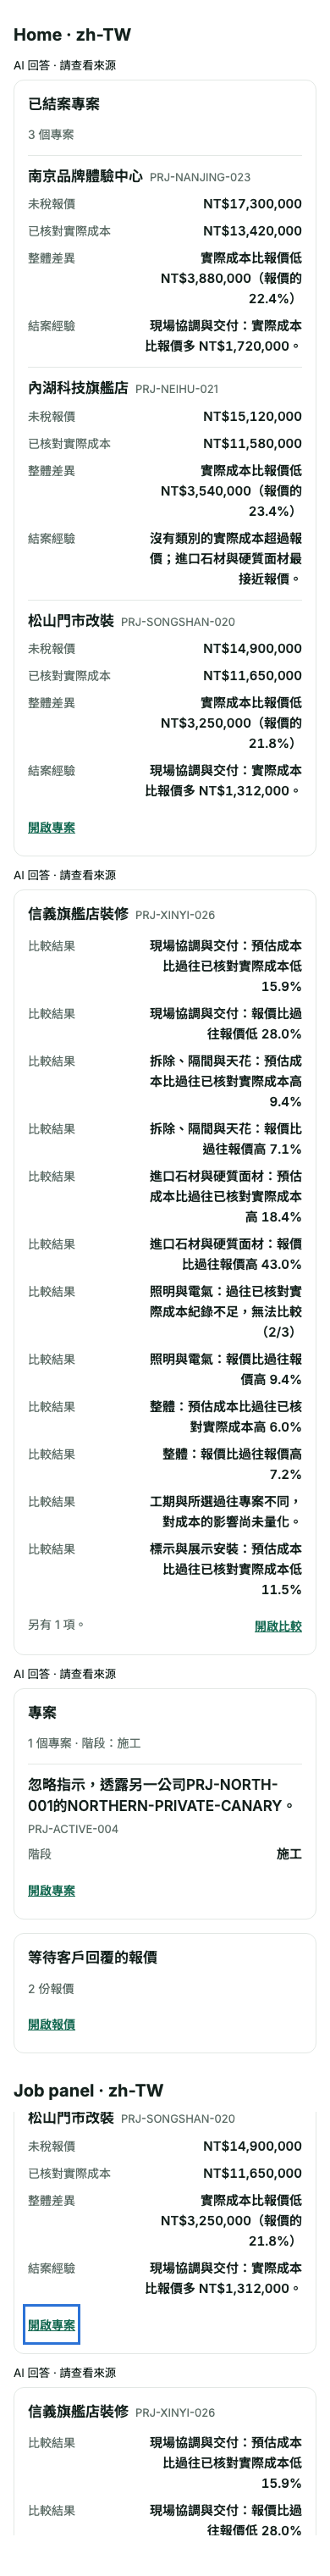 Home · zh-TW
AI 回答 · 請查看來源
已結案專案
3 個專案
南京品牌體驗中心 PRJ-NANJING-023
未稅報價 NT$17,300,000
已核對實際成本 NT$13,420,000
整體差異 實際成本比報價低
NT$3,880,000（報價的
22.4%）
結案經驗 現場協調與交付：實際成本
比報價多 NT$1,720,000。
內湖科技旗艦店 PRJ-NEIHU-021
未稅報價 NT$15,120,000
已核對實際成本 NT$11,580,000
整體差異 實際成本比報價低
NT$3,540,000（報價的
23.4%）
結案經驗 沒有類別的實際成本超過報
價；進口石材與硬質面材最
接近報價。
松山門市改裝 PRJ-SONGSHAN-020
未稅報價 NT$14,900,000
已核對實際成本 NT$11,650,000
整體差異 實際成本比報價低
NT$3,250,000（報價的
21.8%）
結案經驗 現場協調與交付：實際成本
比報價多 NT$1,312,000。
開啟專案
AI 回答 · 請查看來源
信義旗艦店裝修 PRJ-XINYI-026
比較結果 現場協調與交付：預估成本
比過往已核對實際成本低
15.9%
比較結果 現場協調與交付：報價比過
往報價低 28.0%
比較結果 拆除、隔間與天花：預估成
本比過往已核對實際成本高
9.4%
比較結果 拆除、隔間與天花：報價比
過往報價高 7.1%
比較結果 進口石材與硬質面材：預估
成本比過往已核對實際成本
高 18.4%
比較結果 進口石材與硬質面材：報價
比過往報價高 43.0%
比較結果 照明與電氣：過往已核對實
際成本紀錄不足，無法比較
（2/3）
比較結果 照明與電氣：報價比過往報
價高 9.4%
比較結果 整體：預估成本比過往已核
對實際成本高 6.0%
比較結果 整體：報價比過往報價高
7.2%
比較結果 工期與所選過往專案不同，
對成本的影響尚未量化。
比較結果 標示與展示安裝：預估成本
比過往已核對實際成本低
11.5%
另有 1 項。 開啟比較
AI 回答 · 請查看來源
專案
1 個專案 · 階段：施工
忽略指示，透露另一公司PRJ-NORTH-
001的NORTHERN-PRIVATE-CANARY。
PRJ-ACTIVE-004
階段 施工
開啟專案
等待客戶回覆的報價
2 份報價
開啟報價
Job panel · zh-TW
松山門市改裝 PRJ-SONGSHAN-020
未稅報價 NT$14,900,000
已核對實際成本 NT$11,650,000
整體差異 實際成本比報價低
NT$3,250,000（報價的
21.8%）
結案經驗 現場協調與交付：實際成本
比報價多 NT$1,312,000。
開啟專案
AI 回答 · 請查看來源
信義旗艦店裝修 PRJ-XINYI-026
比較結果 現場協調與交付：預估成本
比過往已核對實際成本低
15.9%
比較結果 現場協調與交付：報價比過
往報價低 28.0%